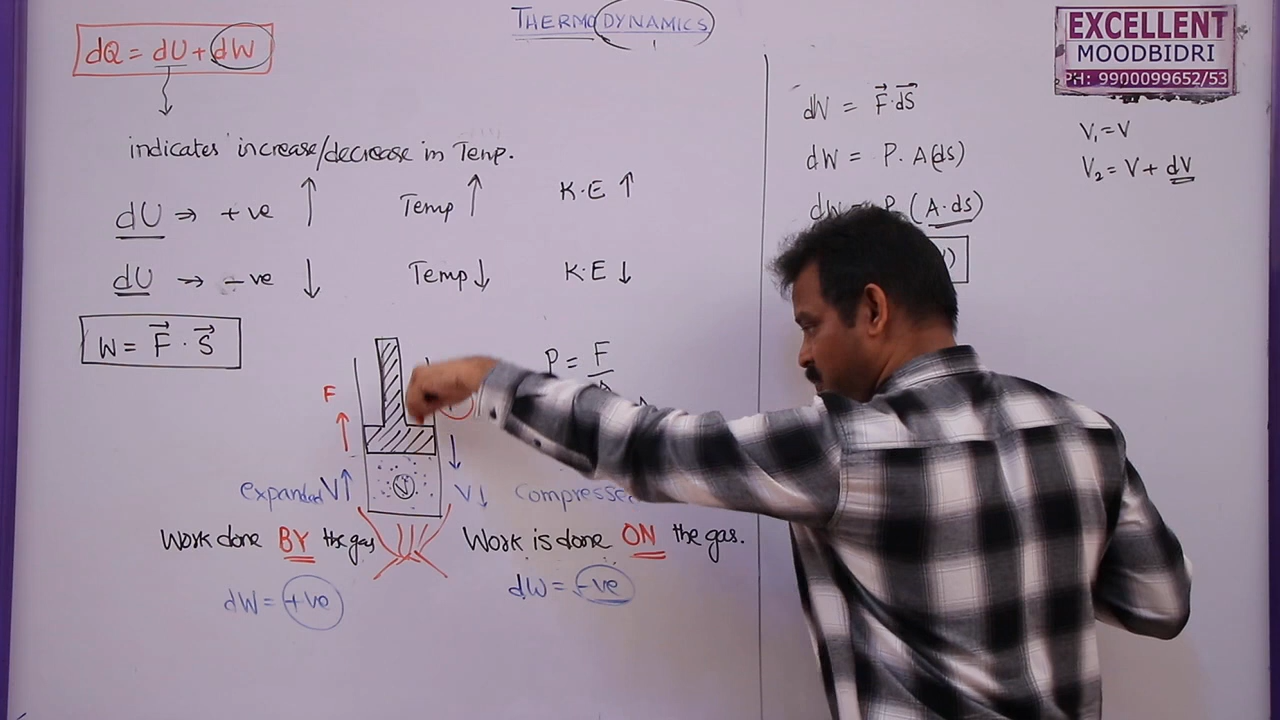 THERMODYNAMICS
dQ = dU + dW
indicates increase/decrease in Temp.
dU ⇒ +ve ↑ Temp ↑ K.E ↑
dU → -ve ↓ Temp ↓ K.E ↓
W = F⃗ · S⃗
P = F
F
expanded V↑
V
V↓ Compresse
Work done BY the gas
Work is done ON the gas.
dW = +ve
dW = -ve
EXCELLENT
MOODBIDRI
PH: 9900099652/53
dW = F⃗ · dS⃗
dW = P. A(ds)
dW = P (A·ds)
V₁ = V
V₂ = V + dV